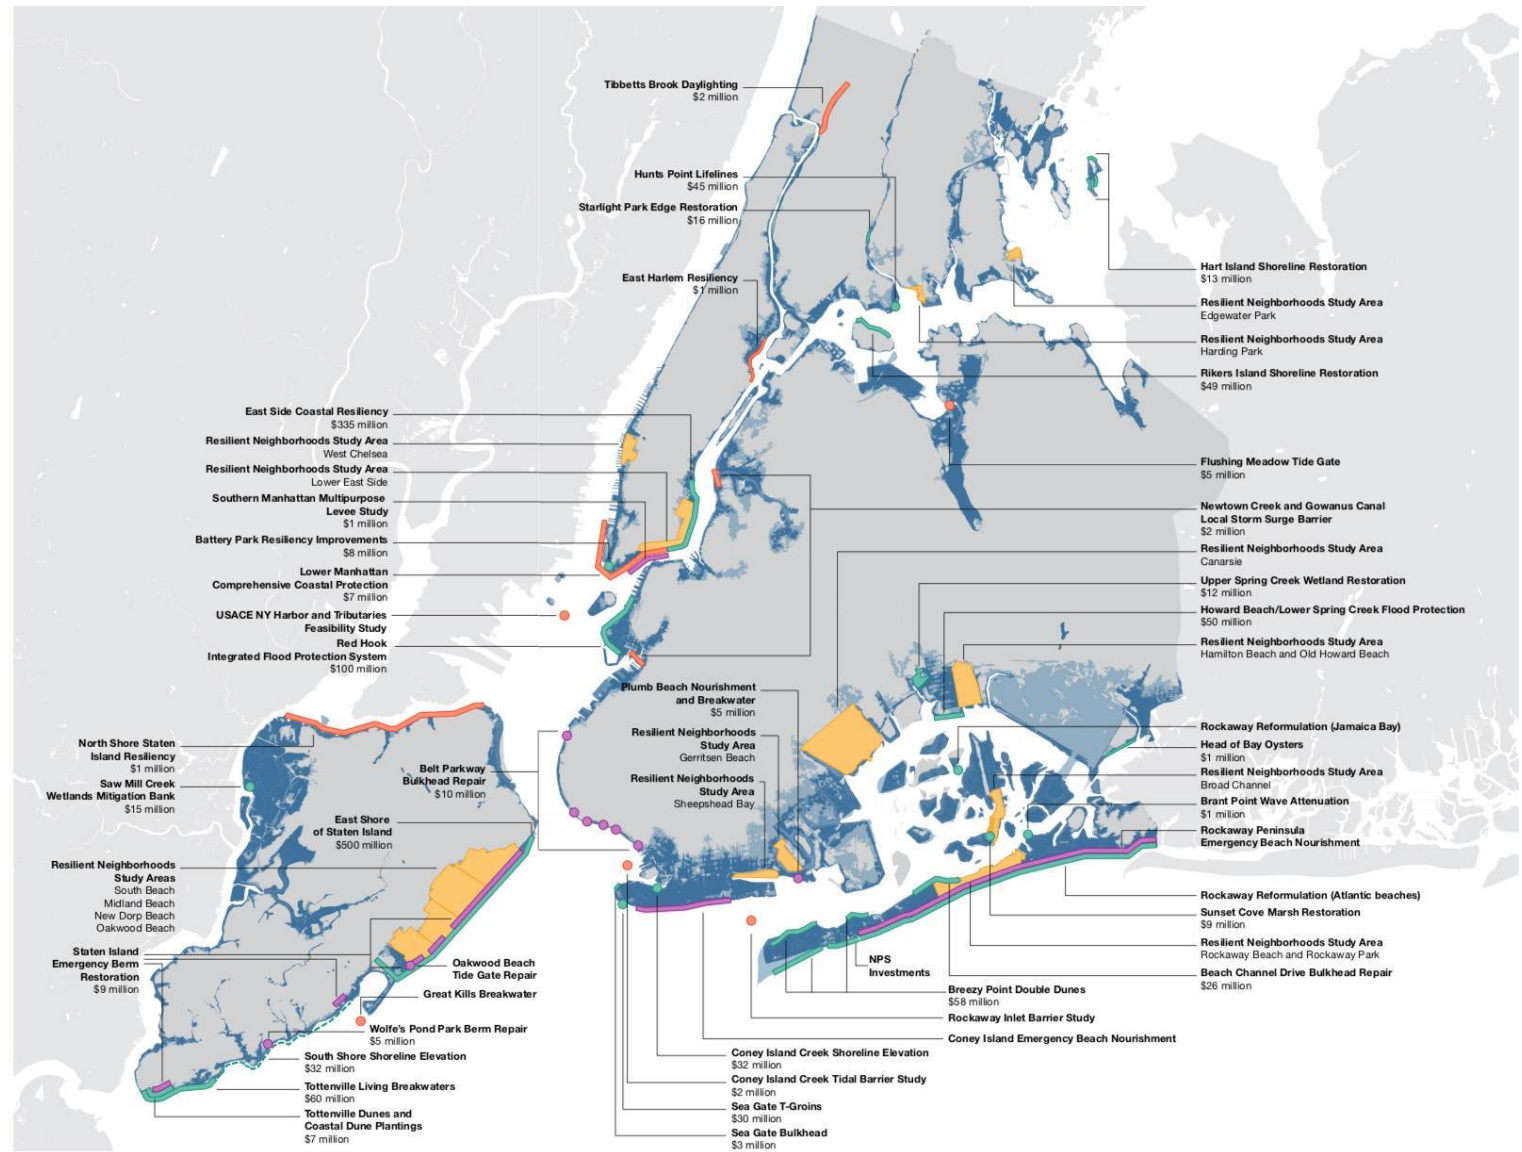 Tibbetts Brook Daylighting
$2 million
Hunts Point Lifelines
$45 million
Starlight Park Edge Restoration
$16 million
East Harlem Resiliency
$1 million
East Side Coastal Resiliency
$335 million
Resilient Neighborhoods Study Area
West Chelsea
Resilient Neighborhoods Study Area
Lower East Side
Southern Manhattan Multipurpose
Levee Study
$1 million
Battery Park Resiliency Improvements
$8 million
Lower Manhattan
Comprehensive Coastal Protection
$7 million
USACE NY Harbor and Tributaries
Feasibility Study
Red Hook
Integrated Flood Protection System
$100 million
Plumb Beach Nourishment
and Breakwater
$5 million
Resilient Neighborhoods
Study Area
Gerritsen Beach
Resilient Neighborhoods
Study Area
Sheepshead Bay
North Shore Staten
Island Resiliency
$1 million
Saw Mill Creek
Wetlands Mitigation Bank
$15 million
Belt Parkway
Bulkhead Repair
$10 million
East Shore
of Staten Island
$500 million
Resilient Neighborhoods
Study Areas
South Beach
Midland Beach
New Dorp Beach
Oakwood Beach
Staten Island
Emergency Berm
Restoration
$9 million
Oakwood Beach
Tide Gate Repair
Great Kills Breakwater
Wolfe's Pond Park Berm Repair
$5 million
South Shore Shoreline Elevation
$32 million
Tottenville Living Breakwaters
$60 million
Tottenville Dunes and
Coastal Dune Plantings
$7 million
Hart Island Shoreline Restoration
$13 million
Resilient Neighborhoods Study Area
Edgewater Park
Resilient Neighborhoods Study Area
Harding Park
Rikers Island Shoreline Restoration
$49 million
Flushing Meadow Tide Gate
$5 million
Newtown Creek and Gowanus Canal
Local Storm Surge Barrier
$2 million
Resilient Neighborhoods Study Area
Canarsie
Upper Spring Creek Wetland Restoration
$12 million
Howard Beach/Lower Spring Creek Flood Protection
$50 million
Resilient Neighborhoods Study Area
Hamilton Beach and Old Howard Beach
Rockaway Reformulation (Jamaica Bay)
Head of Bay Oysters
$1 million
Resilient Neighborhoods Study Area
Broad Channel
Brant Point Wave Attenuation
$1 million
Rockaway Peninsula
Emergency Beach Nourishment
Rockaway Reformulation (Atlantic beaches)
Sunset Cove Marsh Restoration
$9 million
Resilient Neighborhoods Study Area
Rockaway Beach and Rockaway Park
Beach Channel Drive Bulkhead Repair
$26 million
NPS
Investments
Breezy Point Double Dunes
$58 million
Rockaway Inlet Barrier Study
Coney Island Emergency Beach Nourishment
Coney Island Creek Shoreline Elevation
$32 million
Coney Island Creek Tidal Barrier Study
$2 million
Sea Gate T-Groins
$30 million
Sea Gate Bulkhead
$3 million